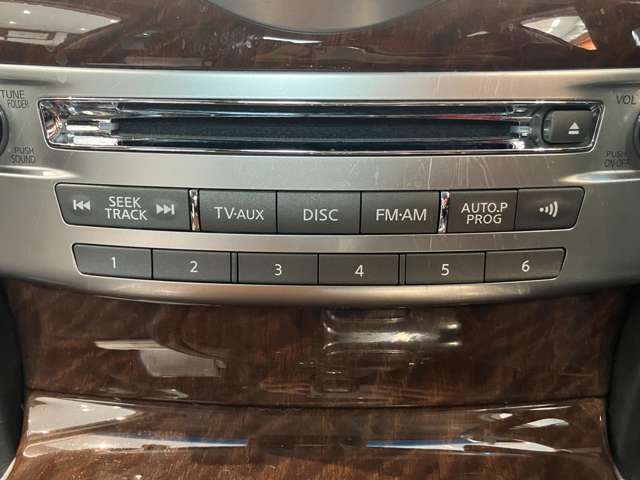 TUNE
FOLDER
PUSH
SOUND
VOL
PUSH
ON·OFF
SEEK
TRACK
TV·AUX
DISC
FM·AM
AUTO.P
PROG
1
2
3
4
5
6